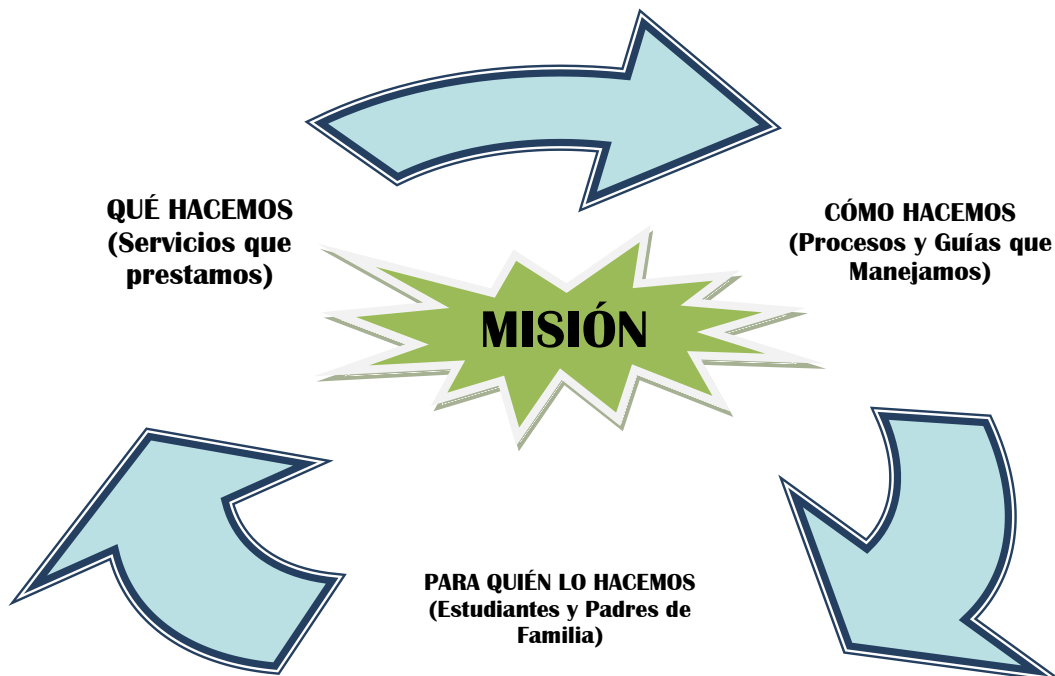 QUÉ HACEMOS
(Servicios que
prestamos)
CÓMO HACEMOS
(Procesos y Guías que
Manejamos)
MISIÓN
PARA QUIÉN LO HACEMOS
(Estudiantes y Padres de
Familia)